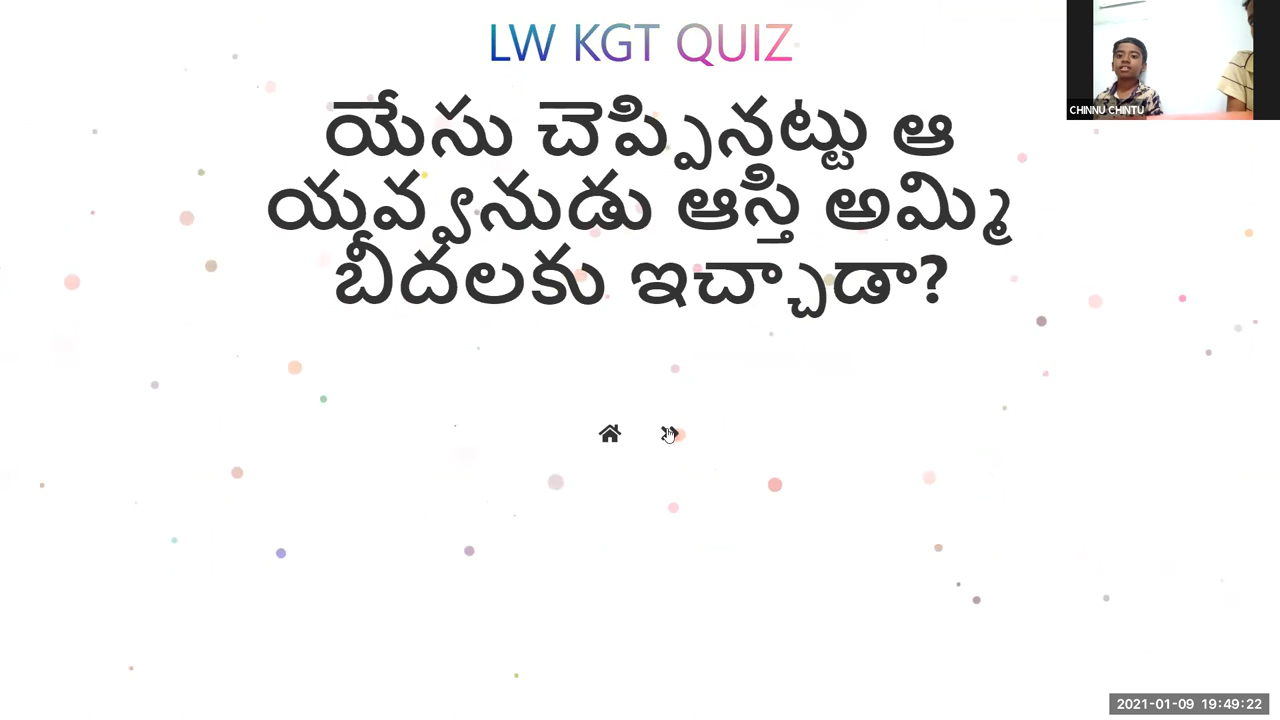 LW KGT QUIZ
యేసు చెప్పినట్టు ఆ
యవ్వనుడు ఆస్తి అమ్మి
బీదలకు ఇచ్చాడా?
CHINNU CHINTU
2021-01-09 19:49:22